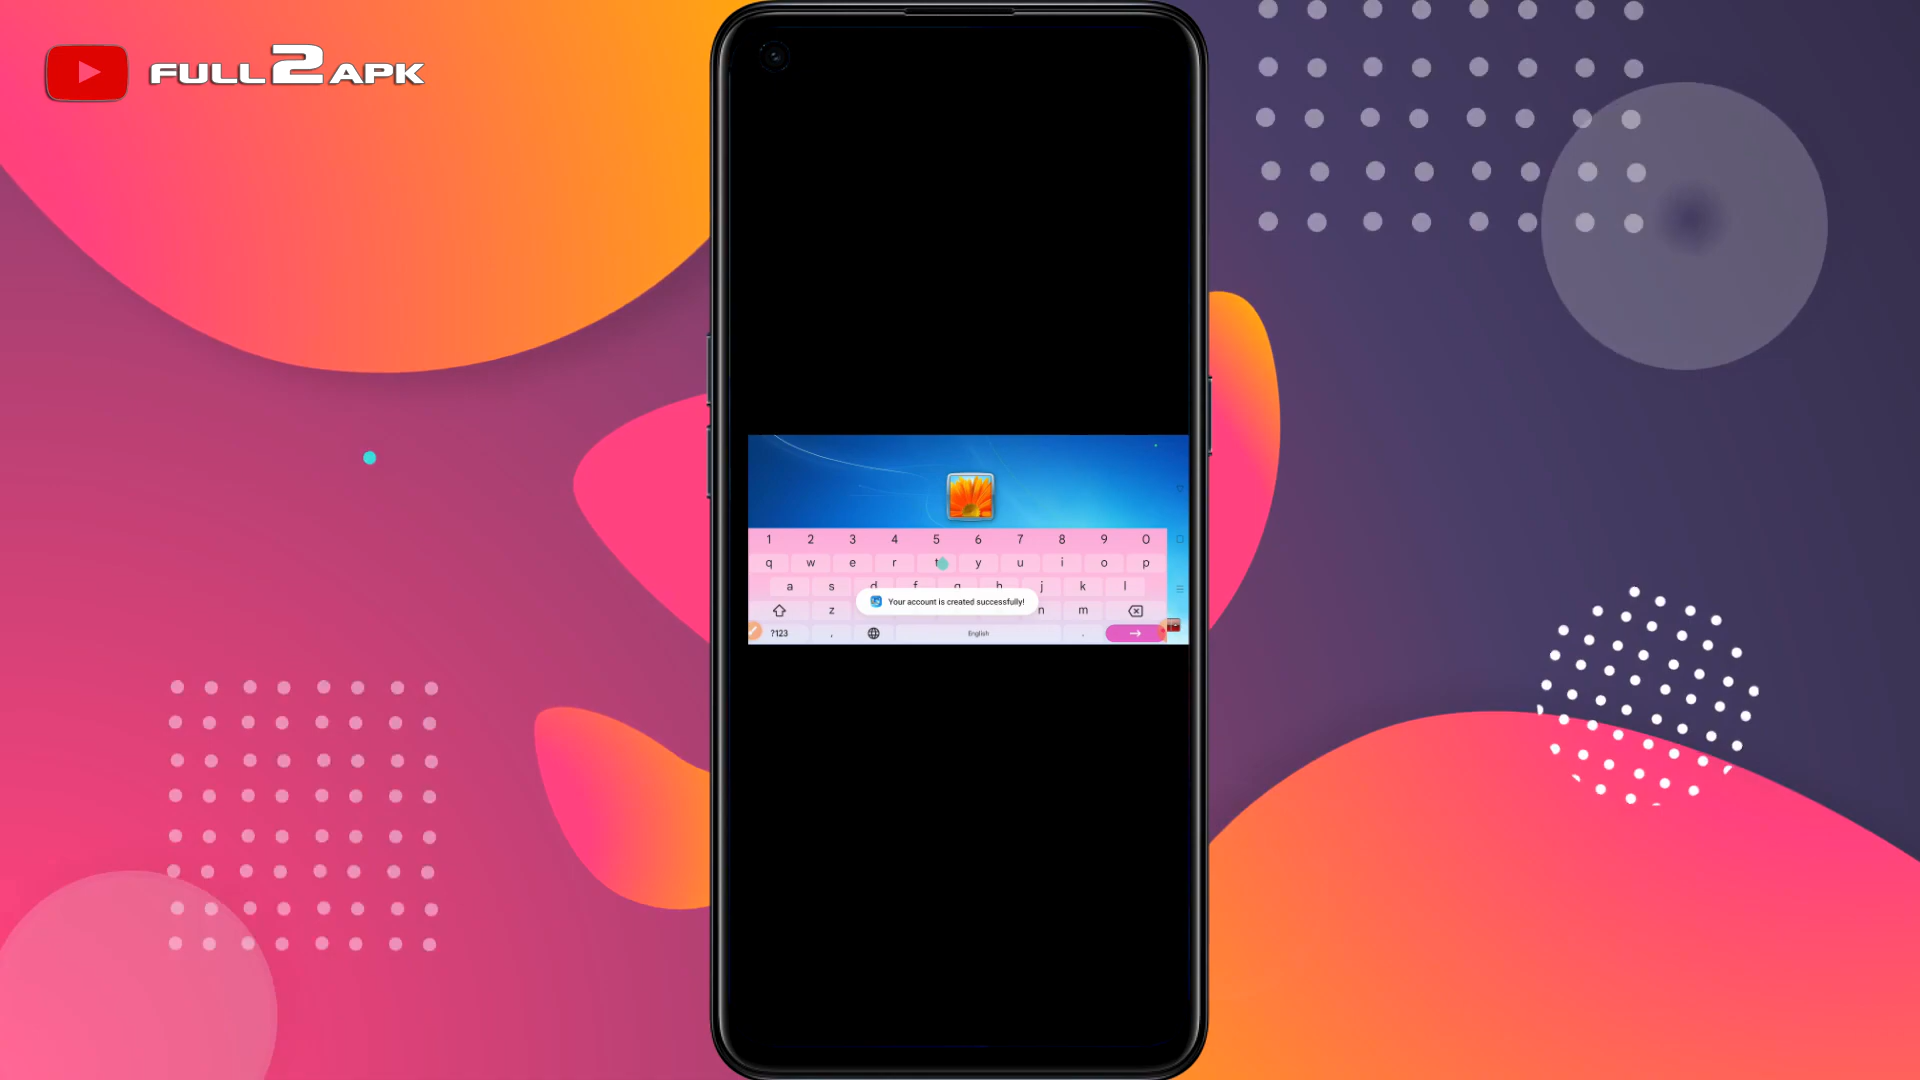 FULL2APK
1 2 3 4 5 6 7 8 9 0
q w e r t y u i o p
a s d f g h j k l
Your account is created successfully!
z n m
?123 , English .